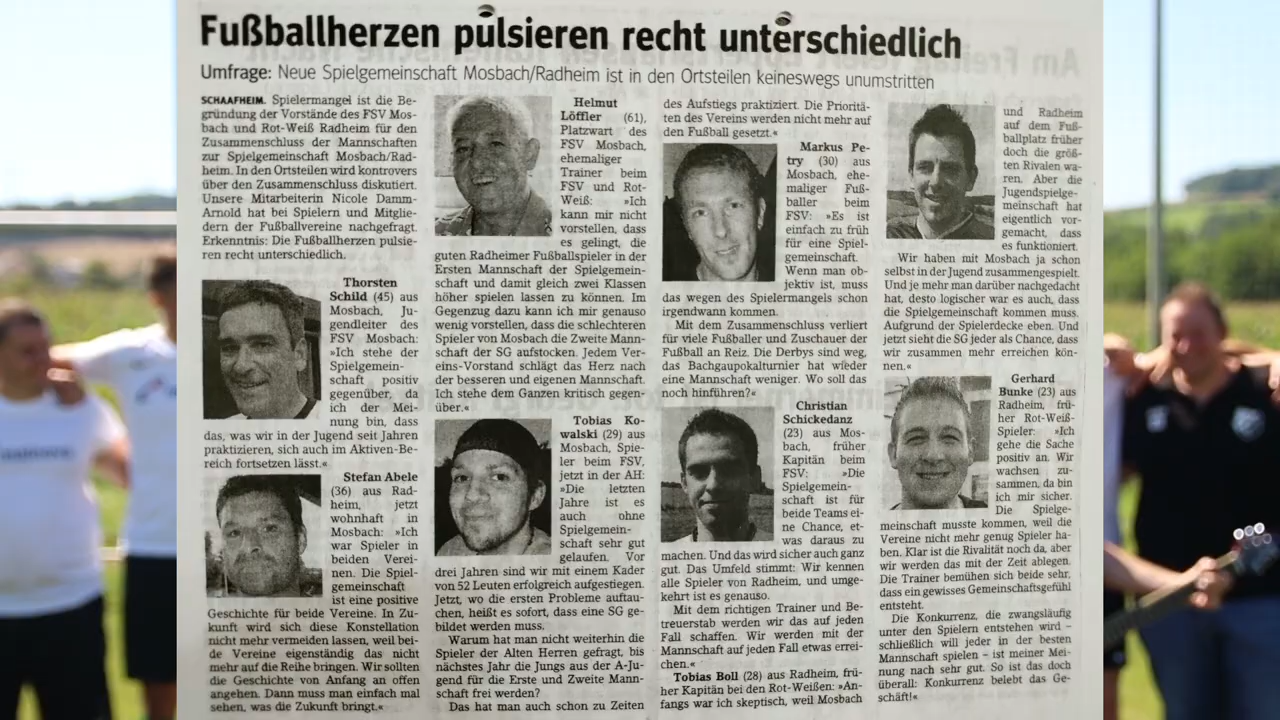 Fußballherzen pulsieren recht unterschiedlich
Umfrage: Neue Spielgemeinschaft Mosbach/Radheim ist in den Ortsteilen keineswegs unumstritten
SCHAAFHEIM. Spielermangel ist die Be-
gründung der Vorstände des FSV Mos-
bach und Rot-Weiß Radheim für den
Zusammenschluss der Mannschaften
zur Spielgemeinschaft Mosbach/Rad-
heim. In den Ortsteilen wird kontrovers
über den Zusammenschluss diskutiert.
Unsere Mitarbeiterin Nicole Damm-
Arnold hat bei Spielern und Mitglie-
dern der Fußballvereine nachgefragt.
Erkenntnis: Die Fußballherzen pulsie-
ren recht unterschiedlich.
Thorsten
Schild (45) aus
Mosbach, Ju-
gendleiter des
FSV Mosbach:
»Ich stehe der
Spielgemein-
schaft positiv
gegenüber, da
ich der Mei-
nung bin, dass
das, was wir in der Jugend seit Jahren
praktizieren, sich auch im Aktiven-Be-
reich fortsetzen lässt.«
Stefan Abele
(36) aus Rad-
heim, jetzt
wohnhaft in
Mosbach: »Ich
war Spieler in
beiden Verei-
nen. Die Spiel-
gemeinschaft
ist eine positive
Geschichte für beide Vereine. In Zu-
kunft wird sich diese Konstellation
nicht mehr vermeiden lassen, weil bei-
de Vereine eigenständig das nicht
mehr auf die Reihe bringen. Wir sollten
die Geschichte von Anfang an offen
angehen. Dann muss man einfach mal
sehen, was die Zukunft bringt.«
Helmut
Löffler (61),
Platzwart des
FSV Mosbach,
ehemaliger
Trainer beim
FSV und Rot-
Weiß: »Ich
kann mir nicht
vorstellen, dass
es gelingt, die
guten Radheimer Fußballspieler in der
Ersten Mannschaft der Spielgemein-
schaft und damit gleich zwei Klassen
höher spielen lassen zu können. Im
Gegenzug dazu kann ich mir genauso
wenig vorstellen, dass die schlechteren
Spieler von Mosbach die Zweite Mann-
schaft der SG aufstocken. Jedem Ver-
eins-Vorstand schlägt das Herz nach
der besseren und eigenen Mannschaft.
Ich stehe dem Ganzen kritisch gegen-
über.«
Tobias Ko-
walski (29) aus
Mosbach, Spie-
ler beim FSV,
jetzt in der AH:
»Die letzten
Jahre ist es
auch ohne
Spielgemein-
schaft sehr gut
gelaufen. Vor
drei Jahren sind wir mit einem Kader
von 52 Leuten erfolgreich aufgestiegen.
Jetzt, wo die ersten Probleme auftau-
chen, heißt es sofort, dass eine SG ge-
bildet werden muss.
Warum hat man nicht weiterhin die
Spieler der Alten Herren gefragt, bis
nächstes Jahr die Jungs aus der A-Ju-
gend für die Erste und Zweite Mann-
schaft frei werden?
Das hat man auch schon zu Zeiten
des Aufstiegs praktiziert. Die Prioritä-
ten des Vereins werden nicht mehr auf
den Fußball gesetzt.«
Markus Pe-
try (30) aus
Mosbach, ehe-
maliger Fuß-
baller beim
FSV: »Es ist
einfach zu früh
für eine Spiel-
gemeinschaft.
Wenn man ob-
jektiv ist, muss
das wegen des Spielermangels schon
irgendwann kommen.
Mit dem Zusammenschluss verliert
für viele Fußballer und Zuschauer der
Fußball an Reiz. Die Derbys sind weg,
das Bachgaupokalturnier hat wieder
eine Mannschaft weniger. Wo soll das
noch hinführen?«
Christian
Schickedanz
(23) aus Mos-
bach, früher
Kapitän beim
FSV: »Die
Spielgemein-
schaft ist für
beide Teams ei-
ne Chance, et-
was daraus zu
machen. Und das wird sicher auch ganz
gut. Das Umfeld stimmt: Wir kennen
alle Spieler von Radheim, und umge-
kehrt ist es genauso.
Mit dem richtigen Trainer und Be-
treuerstab werden wir das auf jeden
Fall schaffen. Wir werden mit der
Mannschaft auf jeden Fall etwas errei-
chen.«
Tobias Boll (28) aus Radheim, frü-
her Kapitän bei den Rot-Weißen: »An-
fangs war ich skeptisch, weil Mosbach
und Radheim
auf dem Fuß-
ballplatz früher
doch die größ-
ten Rivalen wa-
ren. Aber die
Jugendspielge-
meinschaft hat
eigentlich vor-
gemacht, dass
es funktioniert.
Wir haben mit Mosbach ja schon
selbst in der Jugend zusammengespielt.
Und je mehr man darüber nachgedacht
hat, desto logischer war es auch, dass
die Spielgemeinschaft kommen muss.
Aufgrund der Spielerdecke eben. Und
jetzt sieht die SG jeder als Chance, dass
wir zusammen mehr erreichen kön-
nen.«
Gerhard
Bunke (23) aus
Radheim, frü-
her Rot-Weiß-
Spieler: »Ich
gehe die Sache
positiv an. Wir
wachsen zu-
sammen, da bin
ich mir sicher.
Die Spielge-
meinschaft musste kommen, weil die
Vereine nicht mehr genug Spieler ha-
ben. Klar ist die Rivalität noch da, aber
wir werden das mit der Zeit ablegen.
Die Trainer bemühen sich beide sehr,
dass ein gewisses Gemeinschaftsgefühl
entsteht.
Die Konkurrenz, die zwangsläufig
unter den Spielern entstehen wird –
schließlich will jeder in der besten
Mannschaft spielen – ist meiner Mei-
nung nach sehr gut. So ist das doch
überall: Konkurrenz belebt das Ge-
schäft!«